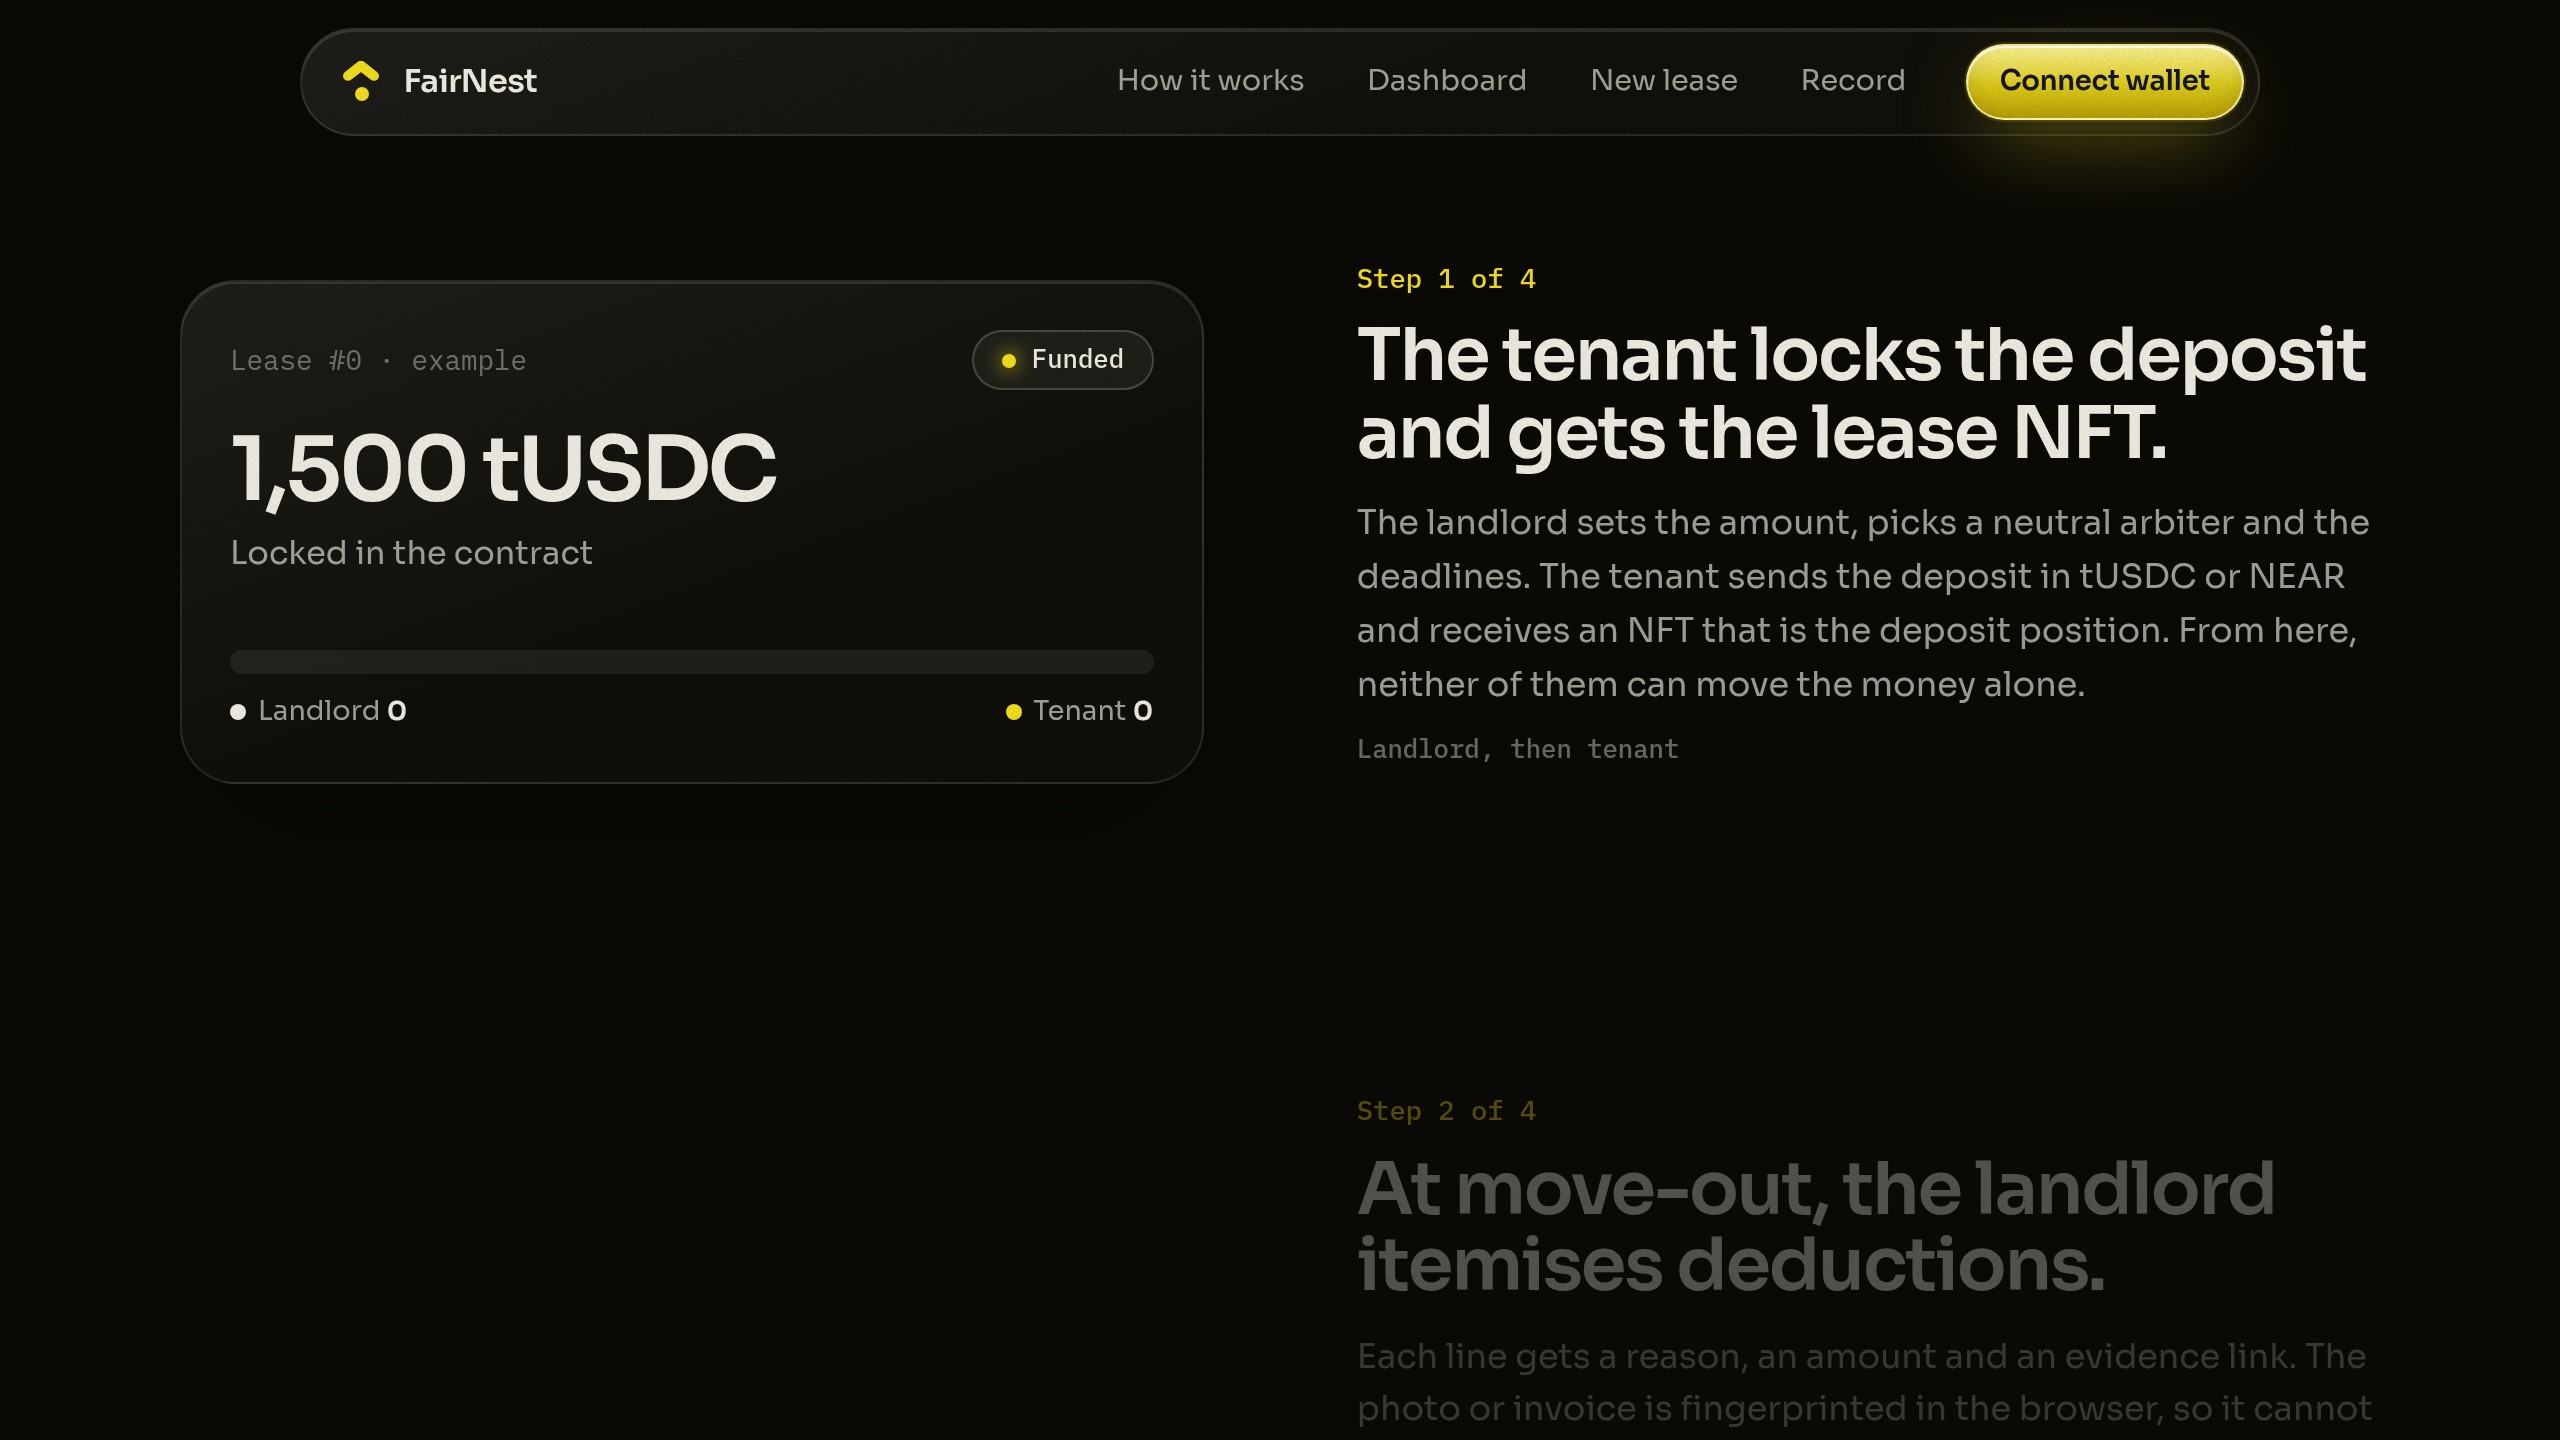 FairNest
How it works
Dashboard
New lease
Record
Connect wallet
Lease #0 · example
Funded
1,500 tUSDC
Locked in the contract
Landlord 0
Tenant 0
Step 1 of 4
The tenant locks the deposit
and gets the lease NFT.
The landlord sets the amount, picks a neutral arbiter and the
deadlines. The tenant sends the deposit in tUSDC or NEAR
and receives an NFT that is the deposit position. From here,
neither of them can move the money alone.
Landlord, then tenant
Step 2 of 4
At move-out, the landlord
itemises deductions.
Each line gets a reason, an amount and an evidence link. The
photo or invoice is fingerprinted in the browser, so it cannot